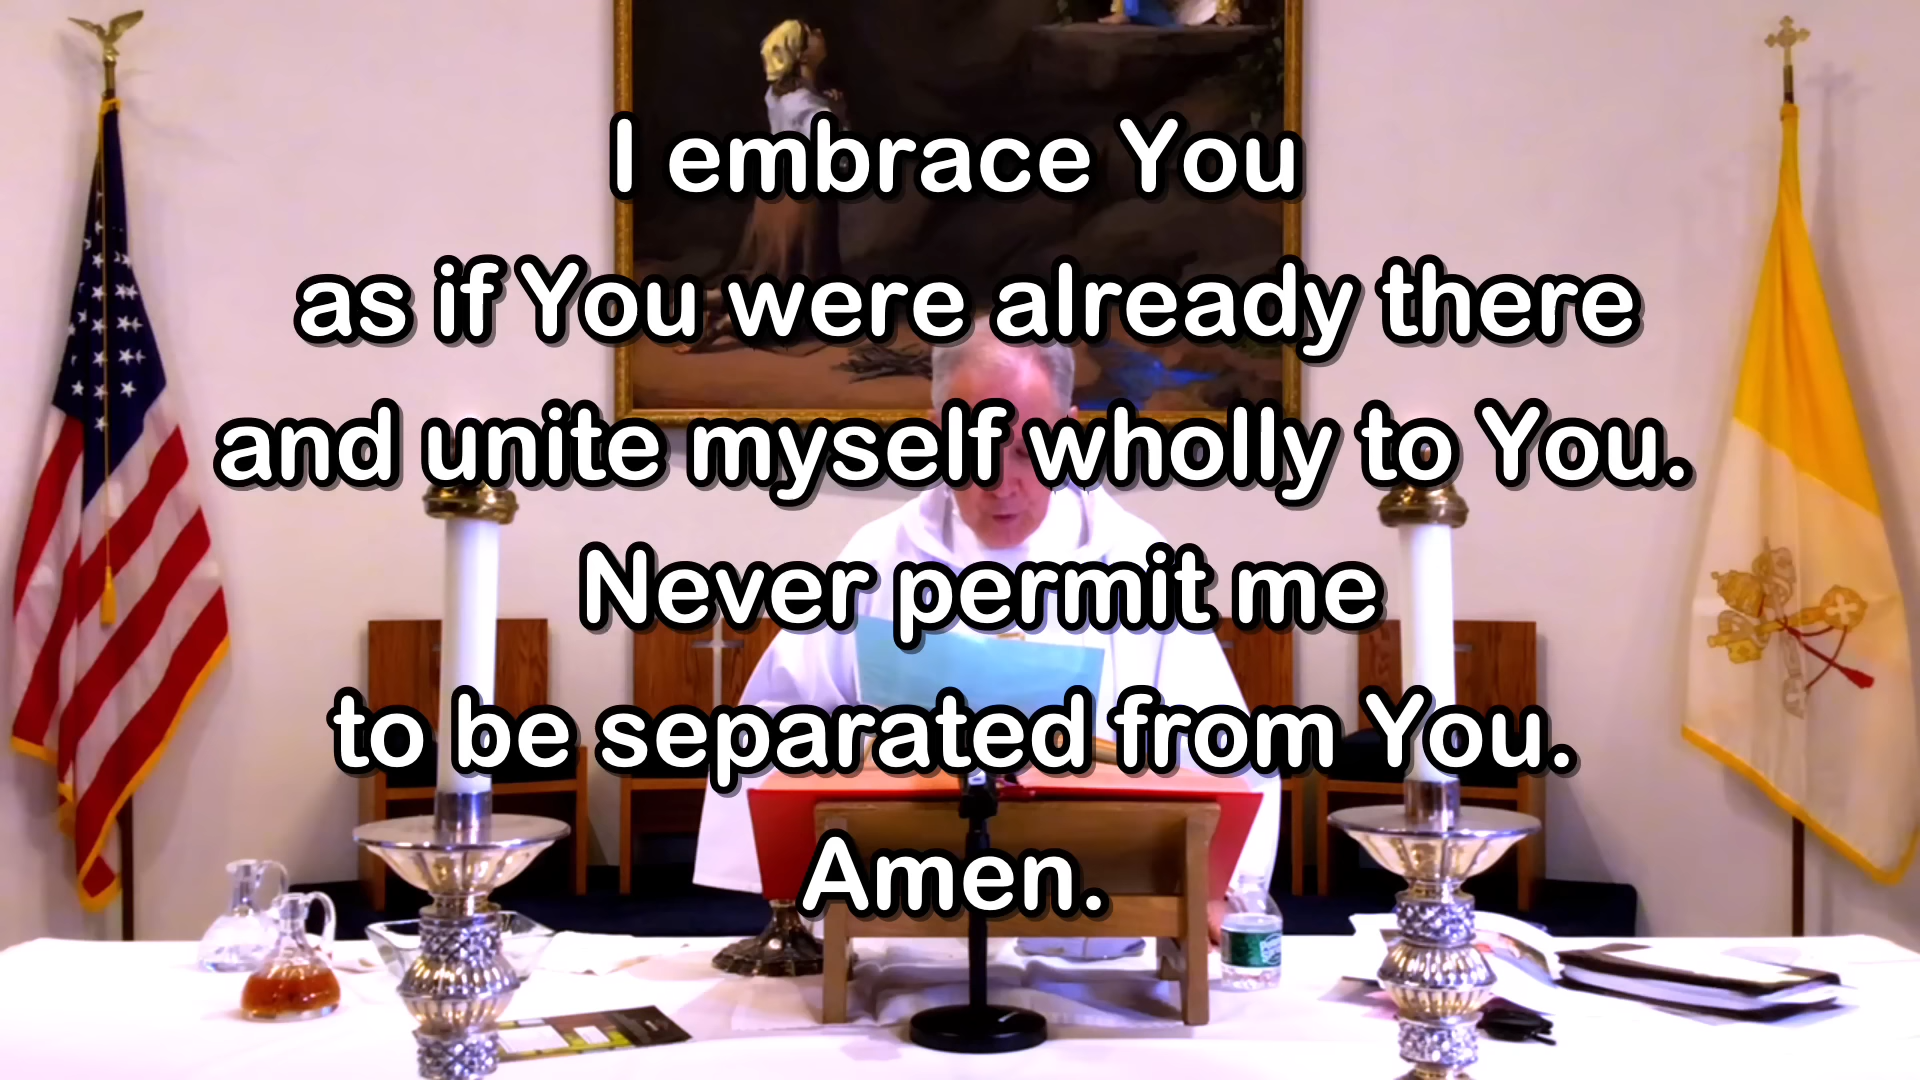 I embrace You
as if You were already there
and unite myself wholly to You.
Never permit me
to be separated from You.
Amen.